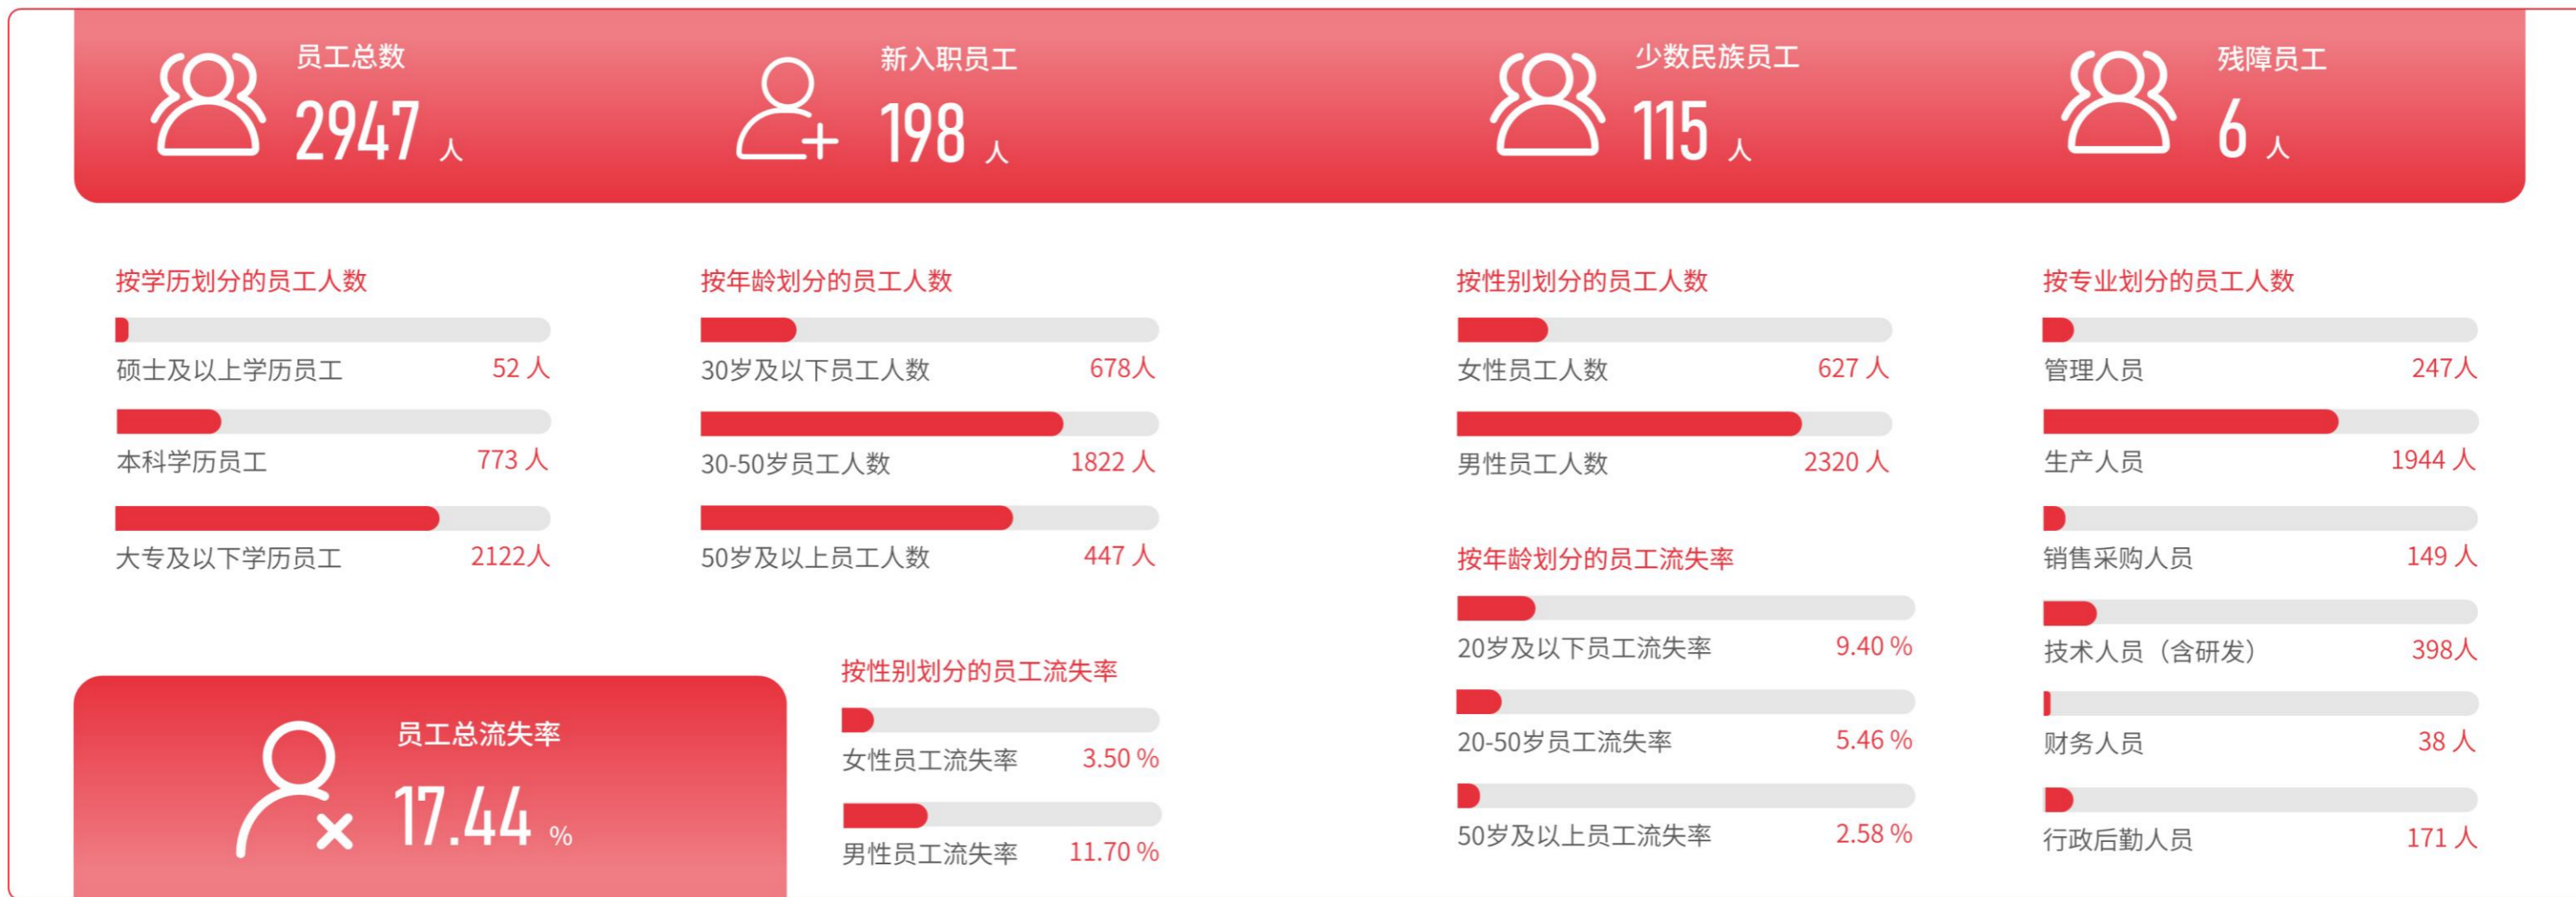 员工总数
2947 人
新入职员工
198 人
少数民族员工
115 人
残障员工
6 人
按学历划分的员工人数
硕士及以上学历员工 52 人
本科学历员工 773 人
大专及以下学历员工 2122人
按年龄划分的员工人数
30岁及以下员工人数 678人
30-50岁员工人数 1822 人
50岁及以上员工人数 447 人
员工总流失率
17.44 %
按性别划分的员工流失率
女性员工流失率 3.50 %
男性员工流失率 11.70 %
按性别划分的员工人数
女性员工人数 627 人
男性员工人数 2320 人
按年龄划分的员工流失率
20岁及以下员工流失率 9.40 %
20-50岁员工流失率 5.46 %
50岁及以上员工流失率 2.58 %
按专业划分的员工人数
管理人员 247人
生产人员 1944 人
销售采购人员 149 人
技术人员（含研发） 398人
财务人员 38 人
行政后勤人员 171 人